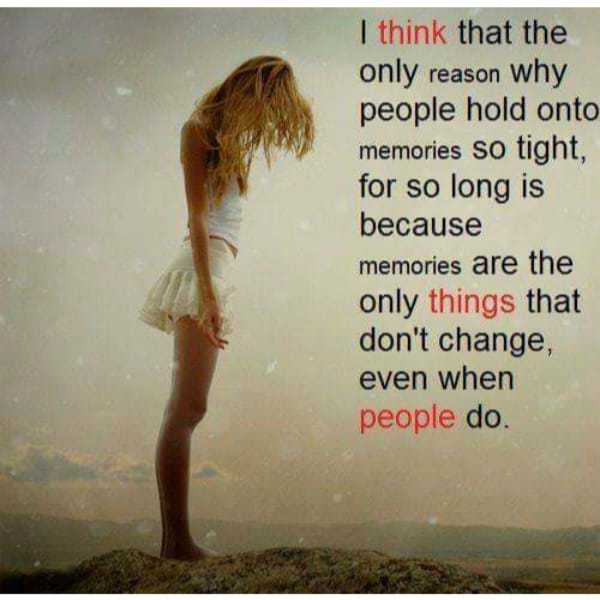 I think that the
only reason why
people hold onto
memories so tight,
for so long is
because
memories are the
only things that
don't change,
even when
people do.